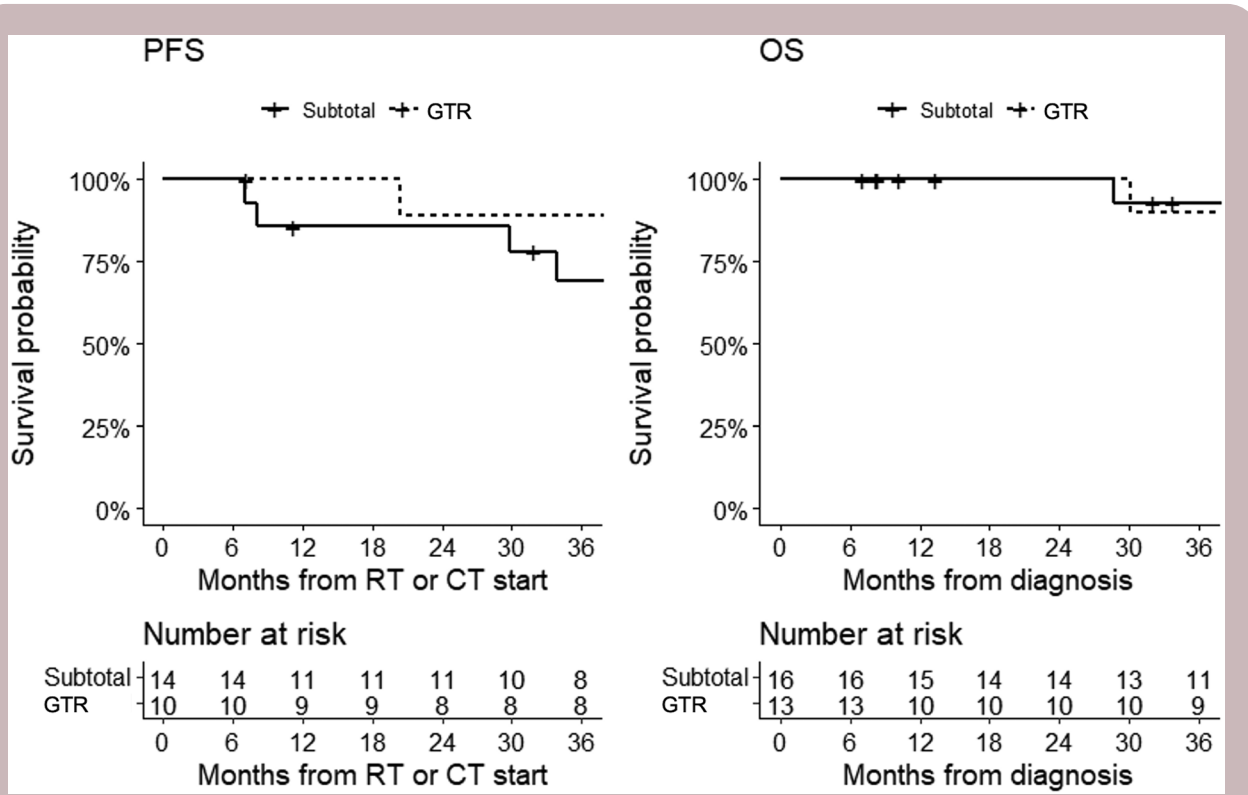 PFS
Subtotal GTR
Survival probability
100%
75%
50%
25%
0%
0 6 12 18 24 30 36
Months from RT or CT start
Number at risk
Subtotal 14 14 11 11 11 10 8
GTR 10 10 9 9 8 8 8
0 6 12 18 24 30 36
Months from RT or CT start
OS
Subtotal GTR
Survival probability
100%
75%
50%
25%
0%
0 6 12 18 24 30 36
Months from diagnosis
Number at risk
Subtotal 16 16 15 14 14 13 11
GTR 13 13 10 10 10 10 9
0 6 12 18 24 30 36
Months from diagnosis